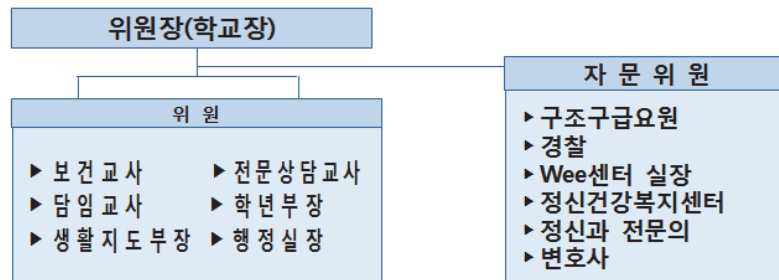 위원장(학교장)
자 문 위 원
위 원
▶ 보건교사 ▶ 전문상담교사
▶ 담임교사 ▶ 학년부장
▶ 생활지도부장 ▶ 행정실장
▶ 구조구급요원
▶ 경찰
▶ Wee센터 실장
▶ 정신건강복지센터
▶ 정신과 전문의
▶ 변호사